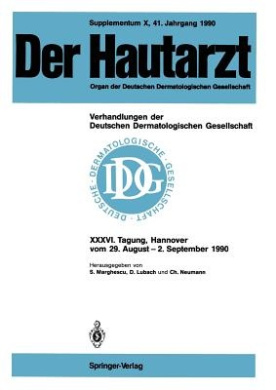 Supplementum X, 41. Jahrgang 1990
Der Hautarzt
Organ der Deutschen Dermatologischen Gesellschaft
Verhandlungen der
Deutschen Dermatologischen Gesellschaft
DEUTSCHE · DERMATOLOGISCHE · GESELLSCHAFT ·
DDG
XXXVI. Tagung, Hannover
vom 29. August – 2. September 1990
Herausgegeben von
S. Marghescu, D. Lubach und Ch. Neumann
Springer-Verlag